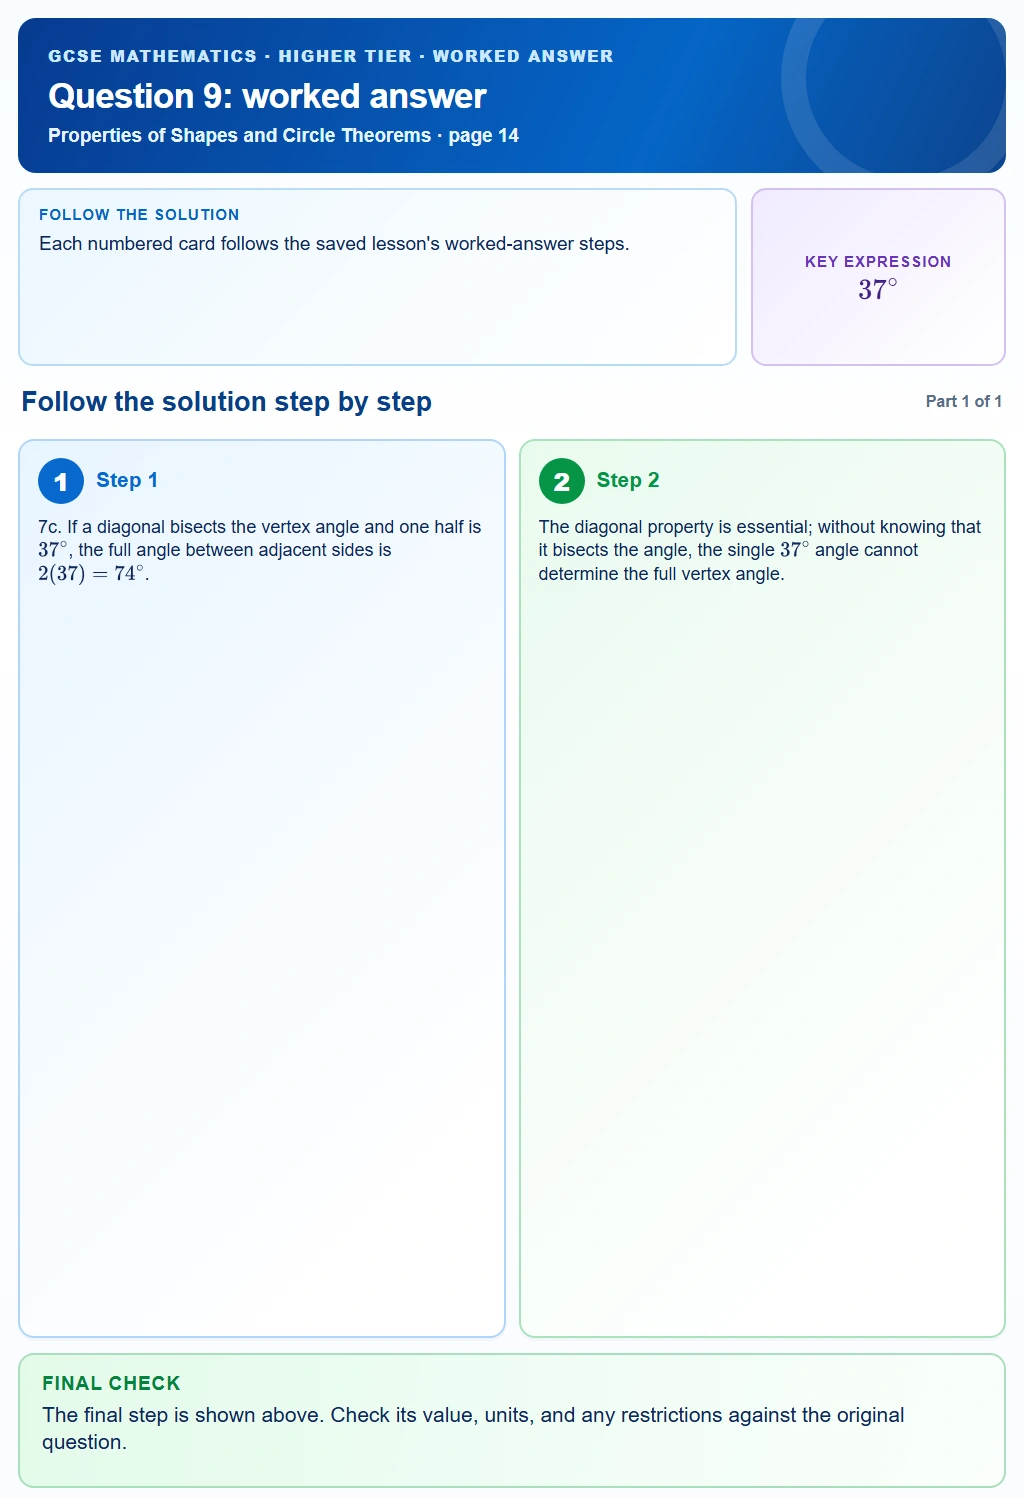 GCSE MATHEMATICS · HIGHER TIER · WORKED ANSWER
Question 9: worked answer
Properties of Shapes and Circle Theorems · page 14
FOLLOW THE SOLUTION
Each numbered card follows the saved lesson's worked-answer steps.
KEY EXPRESSION
37°
Follow the solution step by step
Part 1 of 1
1 Step 1
7c. If a diagonal bisects the vertex angle and one half is
37°, the full angle between adjacent sides is
2(37) = 74°.
2 Step 2
The diagonal property is essential; without knowing that
it bisects the angle, the single 37° angle cannot
determine the full vertex angle.
FINAL CHECK
The final step is shown above. Check its value, units, and any restrictions against the original
question.